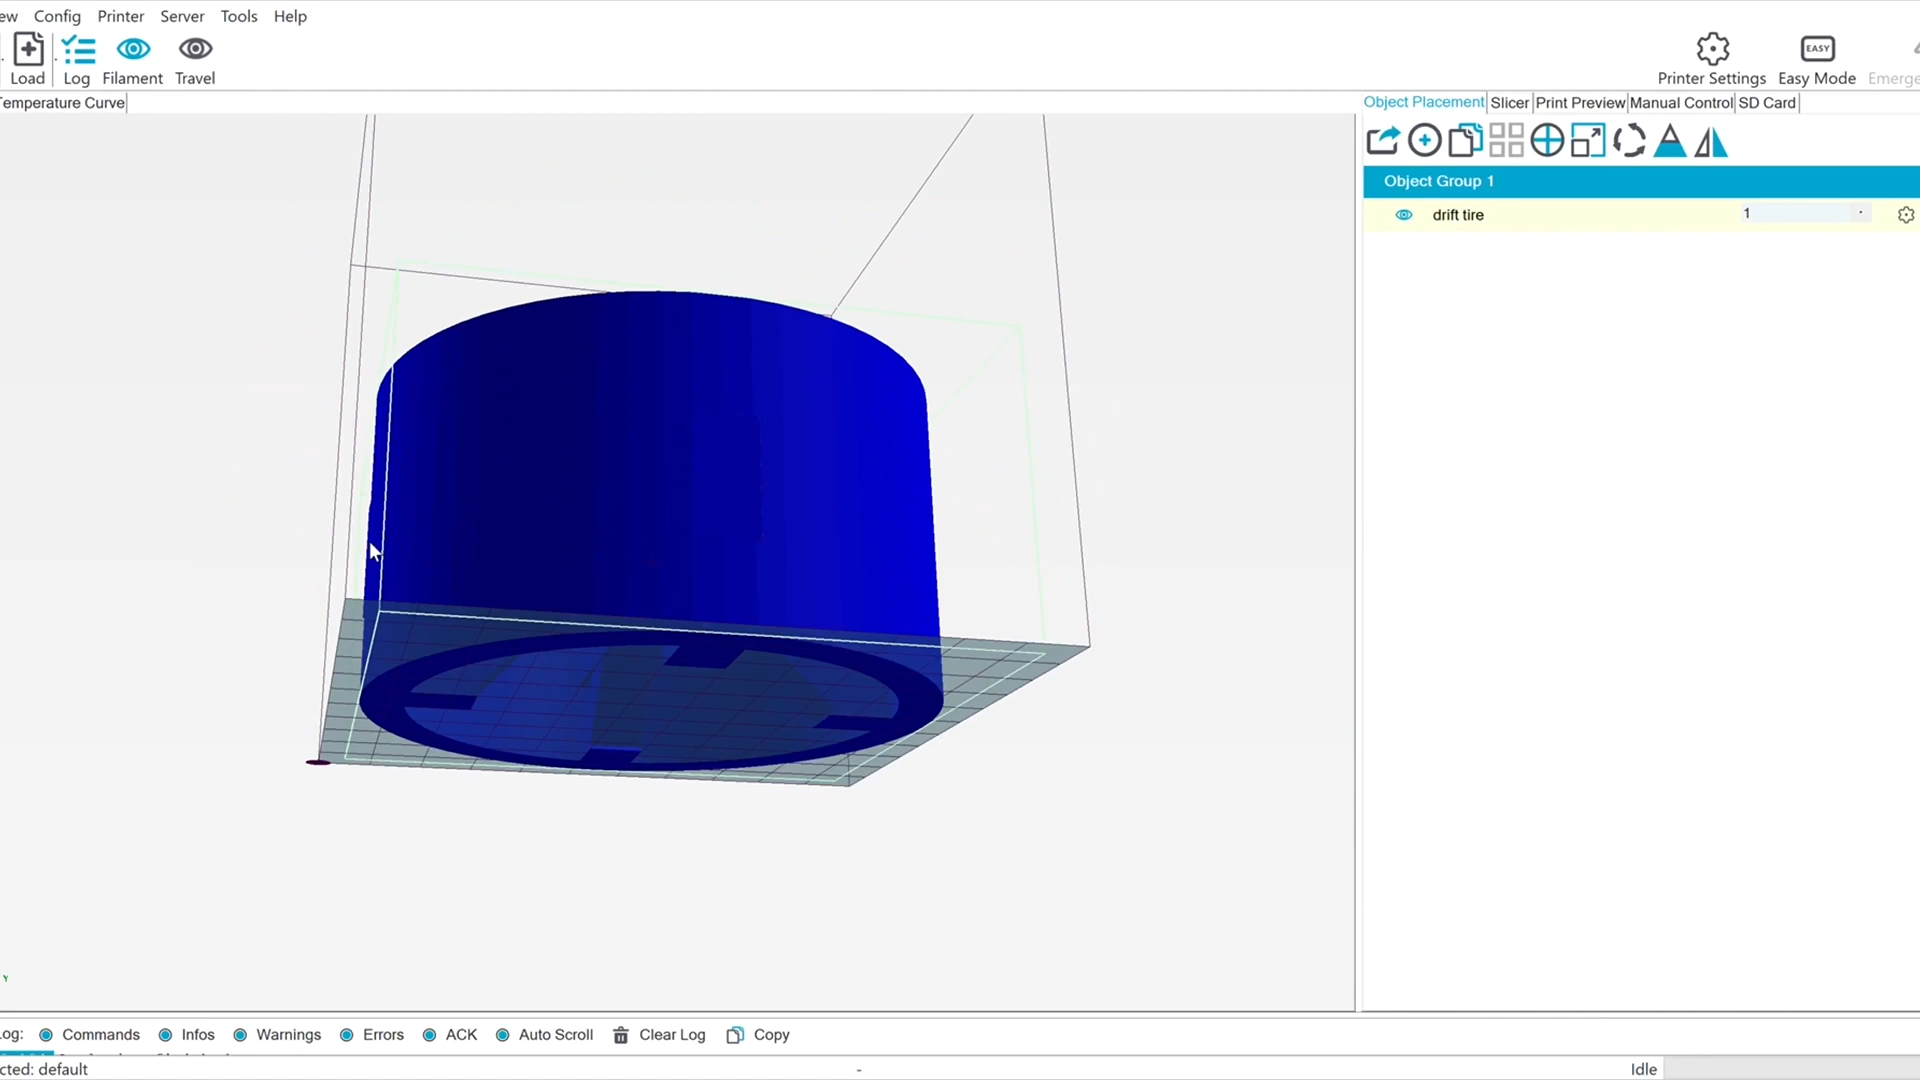 ew Config Printer Server Tools Help
Load Log Filament Travel Printer Settings EASY Easy Mode Emerge
Temperature Curve Object Placement Slicer Print Preview Manual Control SD Card
Object Group 1
drift tire 1
Y
Log: Commands Infos Warnings Errors ACK Auto Scroll Clear Log Copy
cted: default - Idle